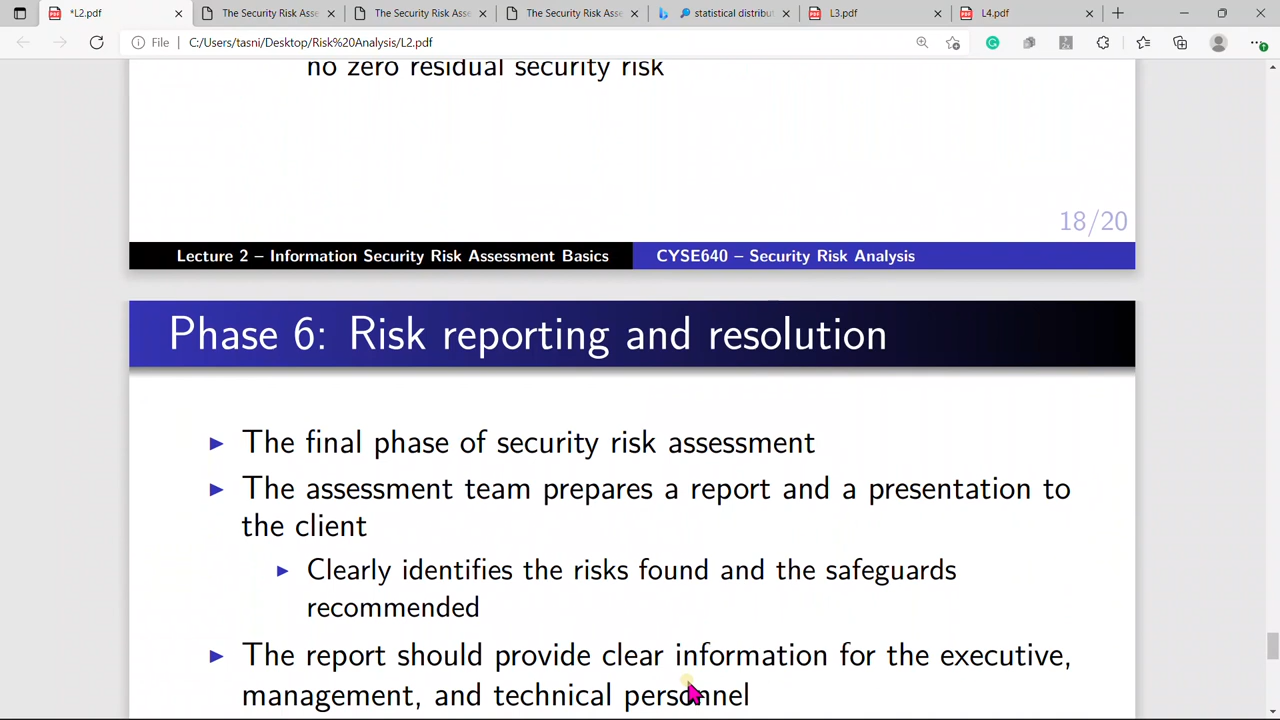 *L2.pdf
The Security Risk Asse
The Security Risk Asse
The Security Risk Asse
statistical distribu
L3.pdf
L4.pdf
File
C:/Users/tasni/Desktop/Risk%20Analysis/L2.pdf
no zero residual security risk
18/20
Lecture 2 – Information Security Risk Assessment Basics
CYSE640 – Security Risk Analysis
Phase 6: Risk reporting and resolution
The final phase of security risk assessment
The assessment team prepares a report and a presentation to
the client
Clearly identifies the risks found and the safeguards
recommended
The report should provide clear information for the executive,
management, and technical personnel